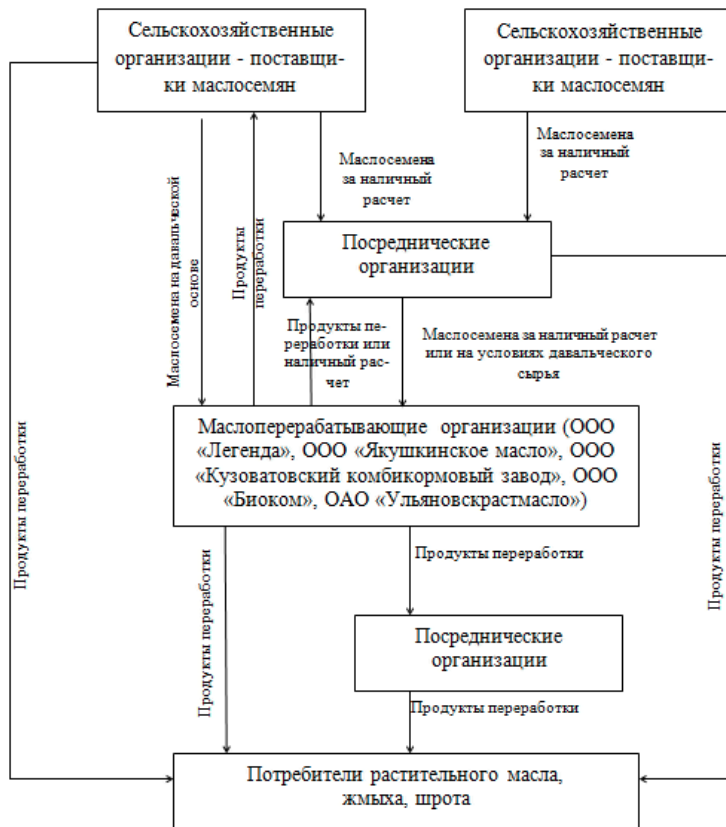 Сельскохозяйственные
организации - поставщи-
ки маслосемян
Сельскохозяйственные
организации - поставщи-
ки маслосемян
Маслосемена
за наличный
расчет
Маслосемена
за наличный
расчет
Маслосемена на давальческой
основе
Продукты
переработки
Посреднические
организации
Продукты пе-
реработки или
наличный рас-
чет
Маслосемена за наличный расчет
или на условиях давальческого
сырья
Маслоперерабатывающие организации (ООО
«Легенда», ООО «Якушкинское масло», ООО
«Кузоватовский комбикормовый завод», ООО
«Биоком», ОАО «Ульяновскрастмасло»)
Продукты переработки
Продукты переработки
Продукты переработки
Продукты переработки
Посреднические
организации
Продукты переработки
Потребители растительного масла,
жмыха, шрота